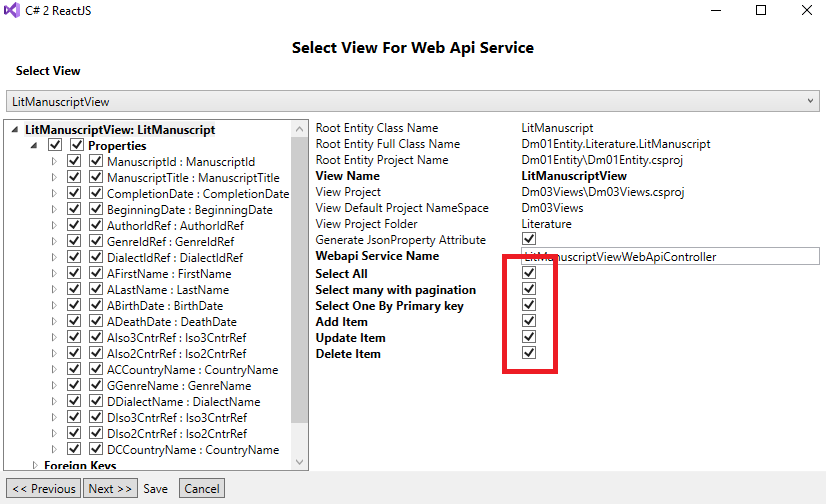 C# 2 ReactJS
Select View For Web Api Service
Select View
LitManuscriptView
LitManuscriptView: LitManuscript
Properties
ManuscriptId : ManuscriptId
ManuscriptTitle : ManuscriptTitle
CompletionDate : CompletionDate
BeginningDate : BeginningDate
AuthorIdRef : AuthorIdRef
GenreIdRef : GenreIdRef
DialectIdRef : DialectIdRef
AFirstName : FirstName
ALastName : LastName
ABirthDate : BirthDate
ADeathDate : DeathDate
AIso3CntrRef : Iso3CntrRef
AIso2CntrRef : Iso2CntrRef
ACCountryName : CountryName
GGenreName : GenreName
DDialectName : DialectName
DIso3CntrRef : Iso3CntrRef
DIso2CntrRef : Iso2CntrRef
DCCountryName : CountryName
Foreign Keys
Root Entity Class Name LitManuscript
Root Entity Full Class Name Dm01Entity.Literature.LitManuscript
Root Entity Project Name Dm01Entity\Dm01Entity.csproj
View Name LitManuscriptView
View Project Dm03Views\Dm03Views.csproj
View Default Project NameSpace Dm03Views
View Project Folder Literature
Generate JsonProperty Attribute
Webapi Service Name LitManuscriptViewWebApiController
Select All
Select many with pagination
Select One By Primary key
Add Item
Update Item
Delete Item
<< Previous Next >> Save Cancel